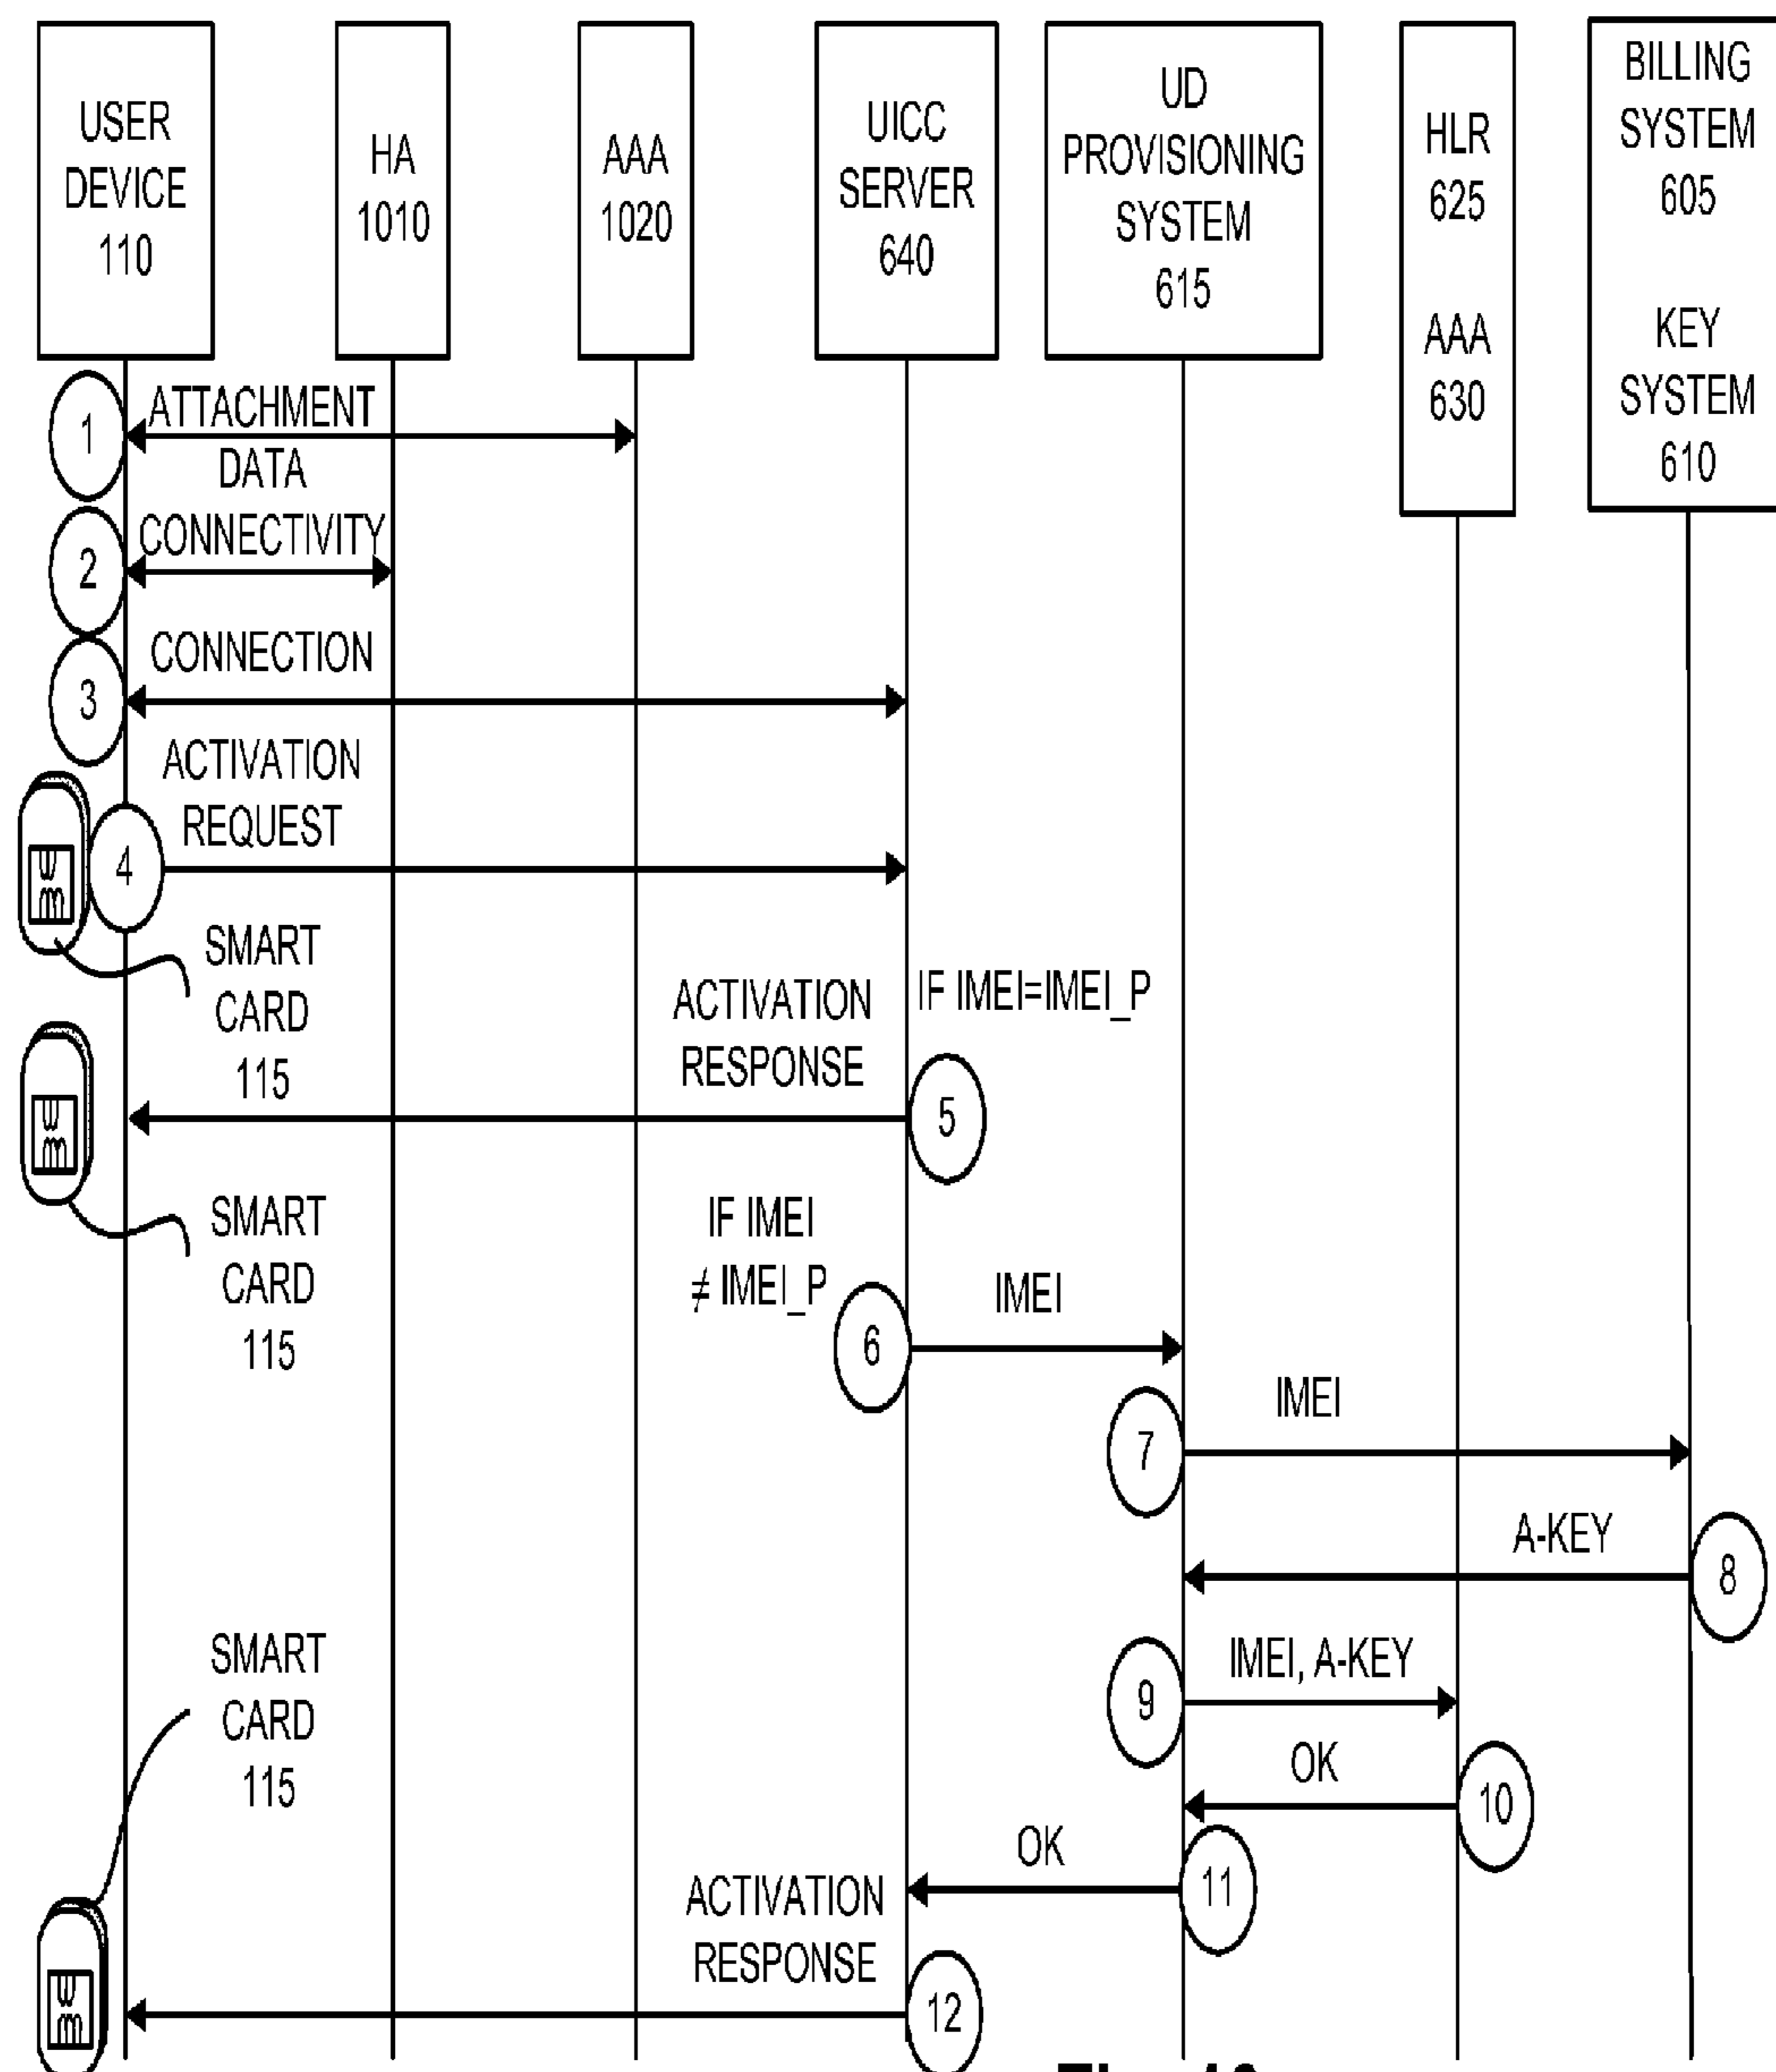 USER
DEVICE
110
HA
1010
AAA
1020
UICC
SERVER
640
UD
PROVISIONING
SYSTEM
615
HLR
625
AAA
630
BILLING
SYSTEM
605
KEY
SYSTEM
610
1
ATTACHMENT
2
DATA
CONNECTIVITY
3
CONNECTION
4
ACTIVATION
REQUEST
SMART
CARD
115
ACTIVATION
RESPONSE
IF IMEI=IMEI_P
5
SMART
CARD
115
IF IMEI
≠ IMEI_P
6
IMEI
7
IMEI
A-KEY
8
9
IMEI, A-KEY
OK
10
OK
11
SMART
CARD
115
ACTIVATION
RESPONSE
12